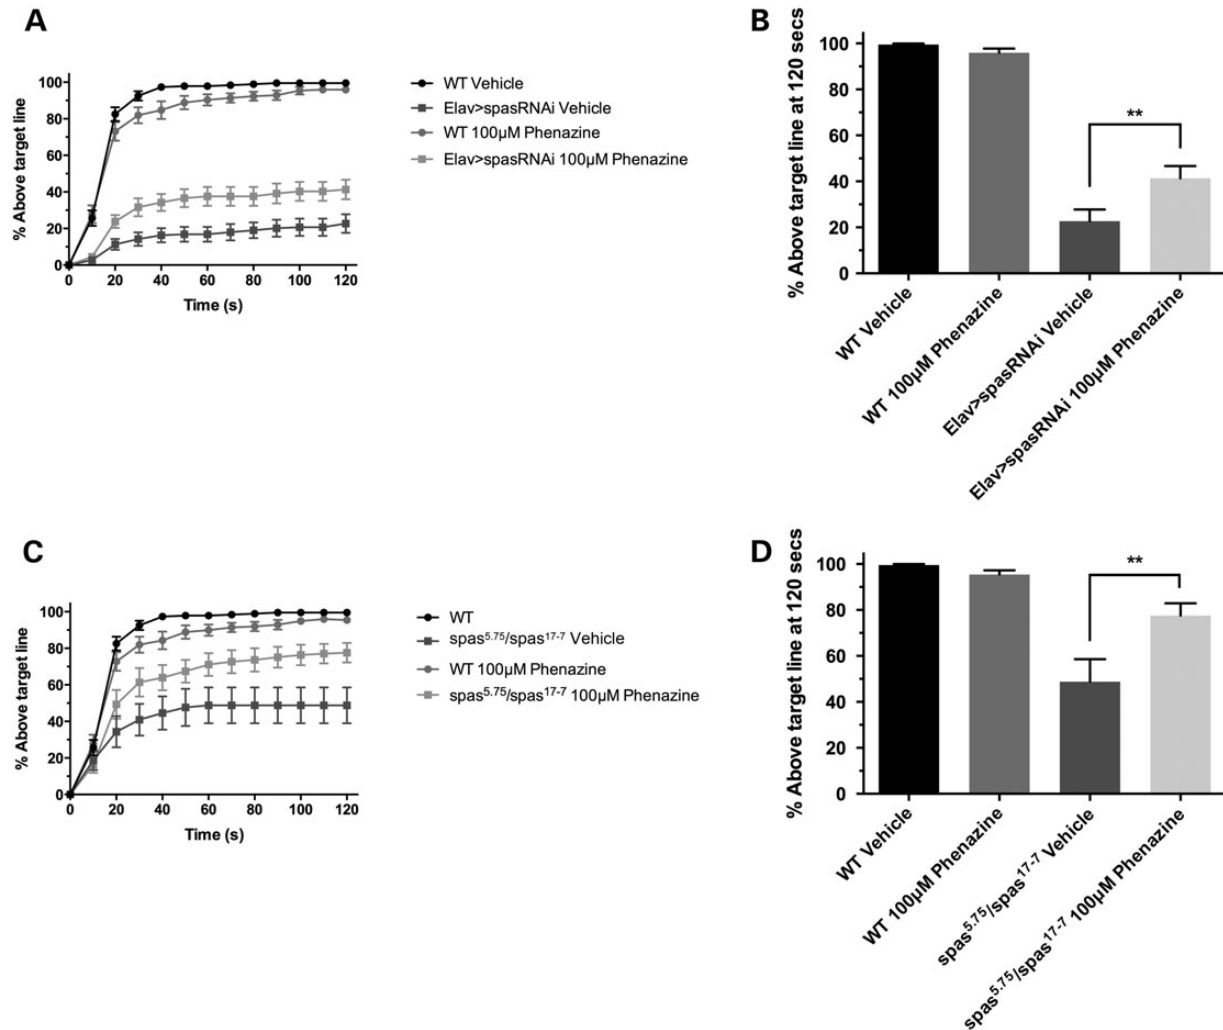 A
% Above target line
100
80
60
40
20
0
0 20 40 60 80 100 120
Time (s)
WT Vehicle
Elav>spasRNAi Vehicle
WT 100µM Phenazine
Elav>spasRNAi 100µM Phenazine
B
% Above target line at 120 secs
100
80
60
40
20
0
**
WT Vehicle
WT 100µM Phenazine
Elav>spasRNAi Vehicle
Elav>spasRNAi 100µM Phenazine
C
% Above target line
100
80
60
40
20
0
0 20 40 60 80 100 120
Time (s)
WT
spas5.75/spas17-7 Vehicle
WT 100µM Phenazine
spas5.75/spas17-7 100µM Phenazine
D
% Above target line at 120 secs
100
80
60
40
20
0
**
WT Vehicle
WT 100µM Phenazine
spas5.75/spas17-7 Vehicle
spas5.75/spas17-7 100µM Phenazine